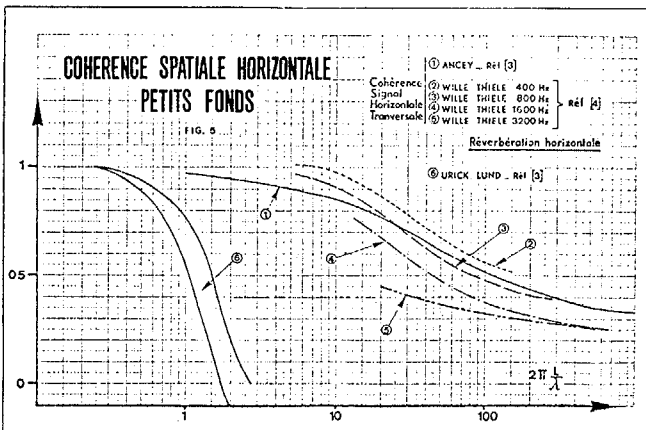 COHERENCE SPATIALE HORIZONTALE
PETITS FONDS
FIG. 5
Cohérence
Signal
Horizontale
Tranversale
① ANCEY _ Réf [3]
② WILLE THIELE 400 Hz
③ WILLE THIELE 800 Hz
④ WILLE THIELE 1600 Hz
⑤ WILLE THIELE 3200 Hz
Réf [4]
Réverbération horizontale
⑥ URICK LUND _ Réf [3]
1
0.5
0
①
②
③
④
⑤
⑥
.1
10
100
2π L/λ